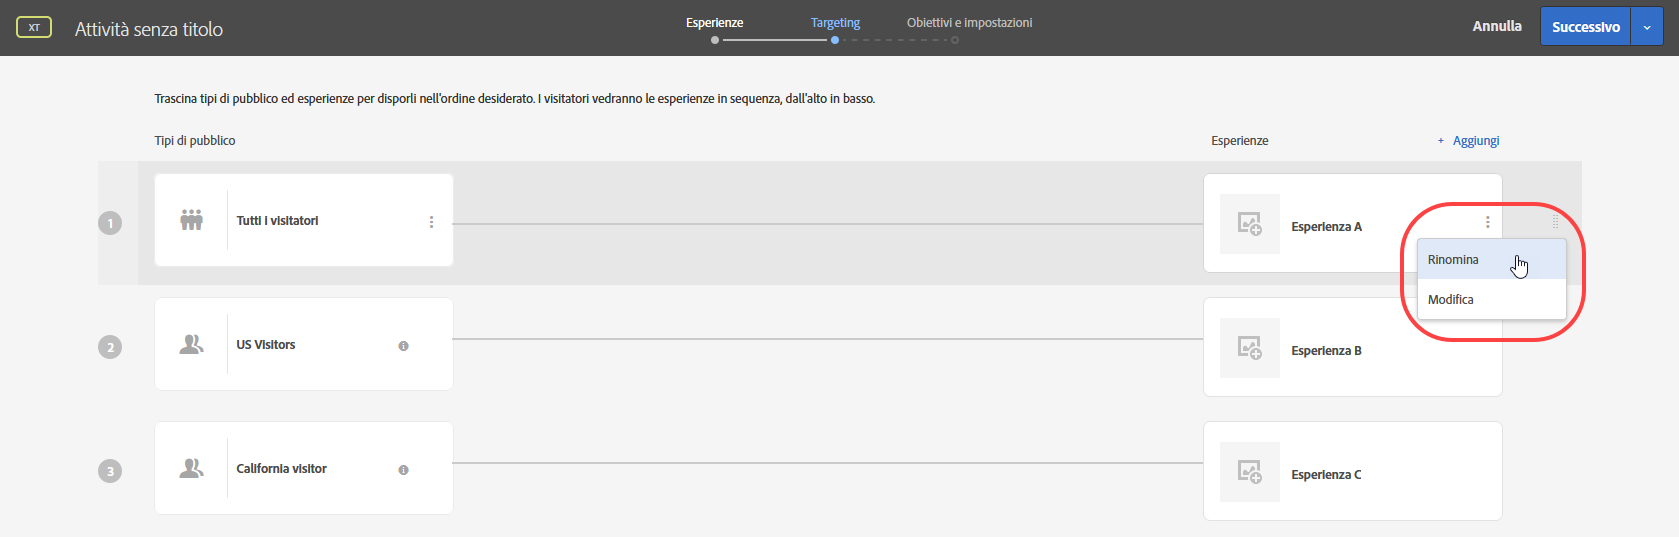 XT
Attività senza titolo
Esperienze
Targeting
Obiettivi e impostazioni
Annulla
Successivo
Trascina tipi di pubblico ed esperienze per disporli nell'ordine desiderato. I visitatori vedranno le esperienze in sequenza, dall'alto in basso.
Tipi di pubblico
Esperienze
+ Aggiungi
1
Tutti i visitatori
Esperienza A
Rinomina
Modifica
2
US Visitors
Esperienza B
3
California visitor
Esperienza C